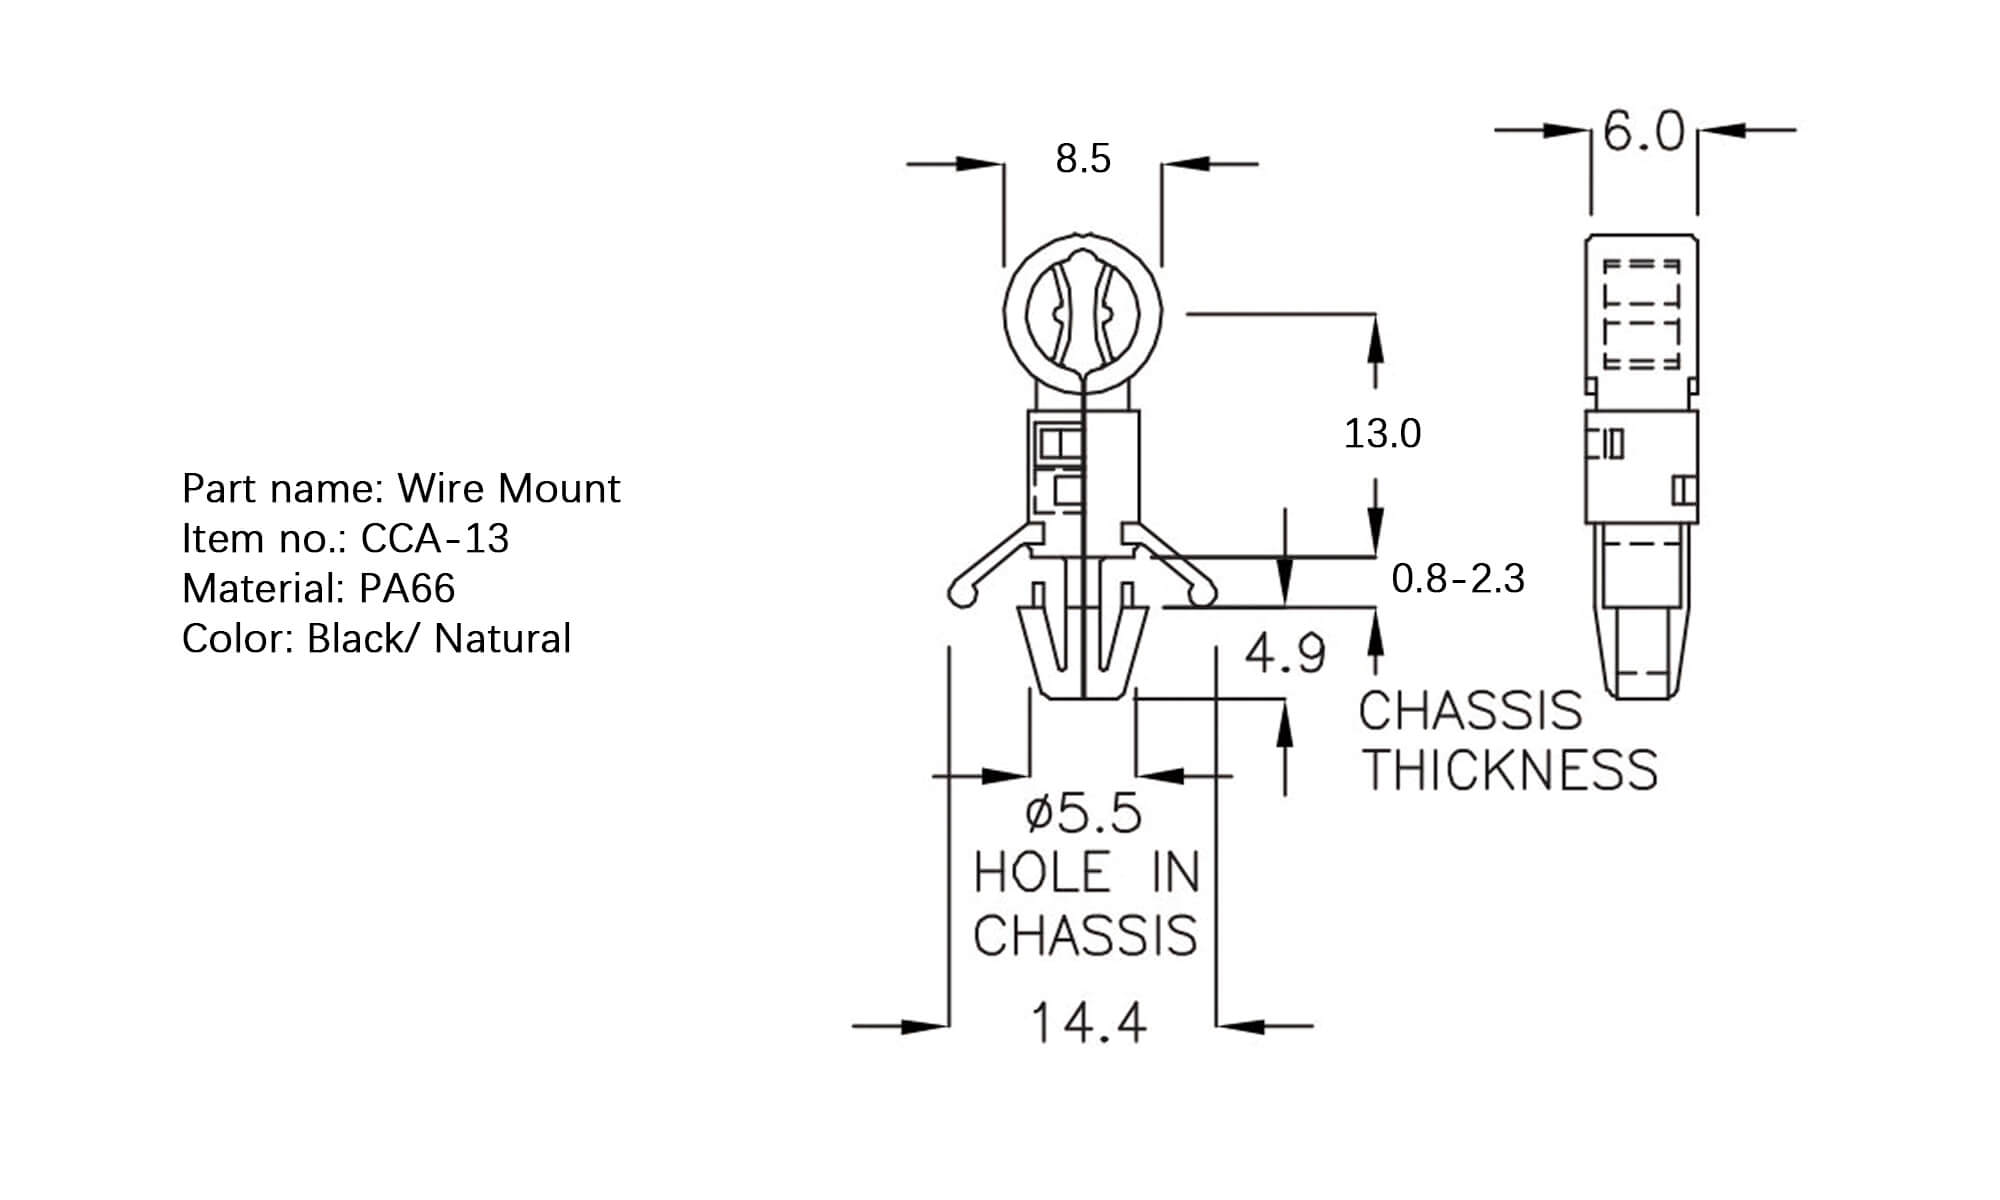 6.0
8.5
13.0
Part name: Wire Mount
Item no.: CCA-13
Material: PA66
Color: Black/ Natural
0.8-2.3
4.9
CHASSIS
THICKNESS
ø5.5
HOLE IN
CHASSIS
14.4